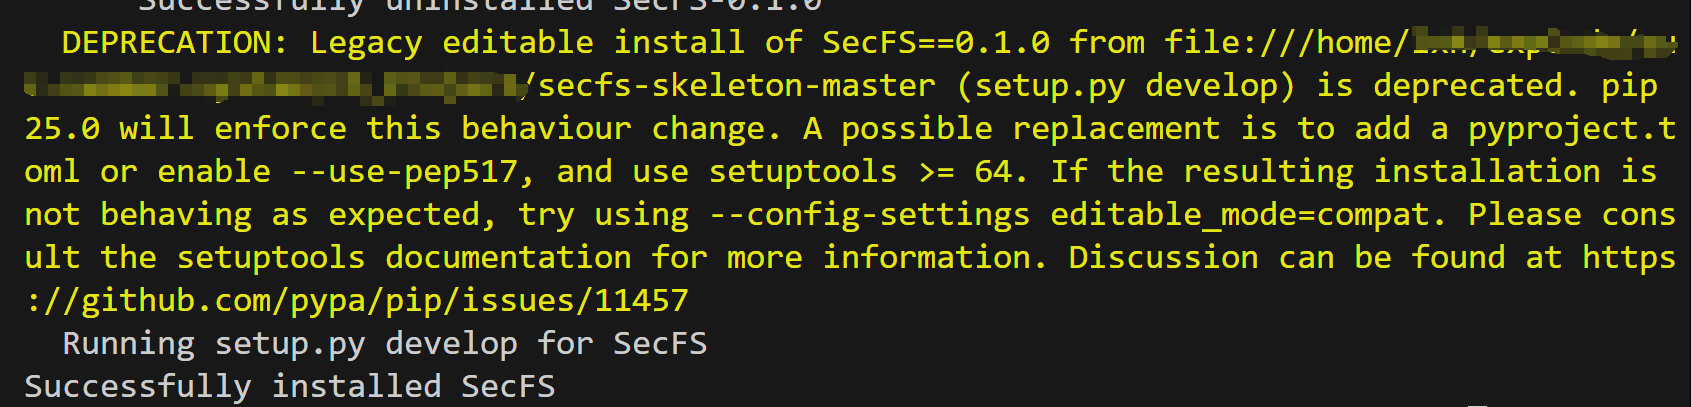 Successfully uninstalled SecFS-0.1.0
DEPRECATION: Legacy editable install of SecFS==0.1.0 from file:///home/
/secfs-skeleton-master (setup.py develop) is deprecated. pip
25.0 will enforce this behaviour change. A possible replacement is to add a pyproject.t
oml or enable --use-pep517, and use setuptools >= 64. If the resulting installation is
not behaving as expected, try using --config-settings editable_mode=compat. Please cons
ult the setuptools documentation for more information. Discussion can be found at https
://github.com/pypa/pip/issues/11457
Running setup.py develop for SecFS
Successfully installed SecFS